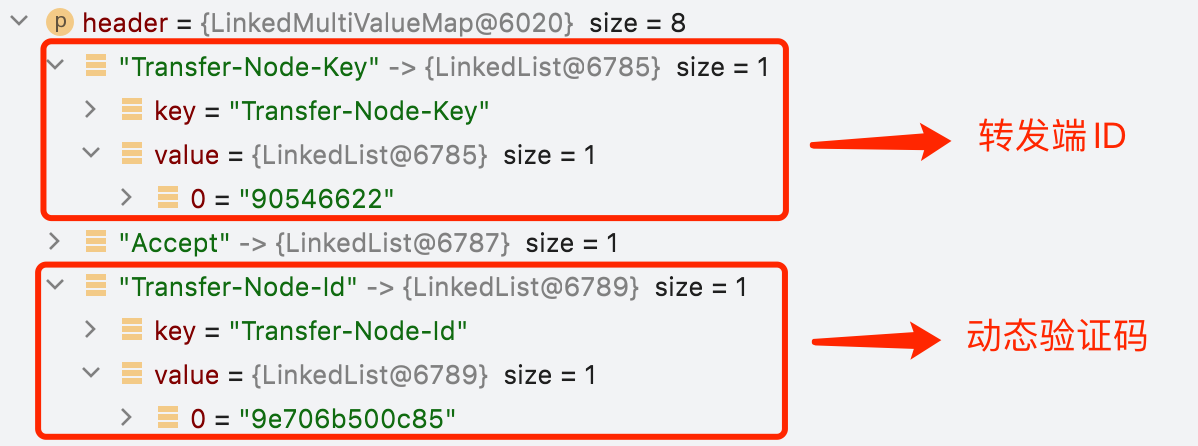 p header = {LinkedMultiValueMap@6020} size = 8
"Transfer-Node-Key" -> {LinkedList@6785} size = 1
key = "Transfer-Node-Key"
value = {LinkedList@6785} size = 1
0 = "90546622"
转发端 ID
"Accept" -> {LinkedList@6787} size = 1
"Transfer-Node-Id" -> {LinkedList@6789} size = 1
key = "Transfer-Node-Id"
value = {LinkedList@6789} size = 1
0 = "9e706b500c85"
动态验证码